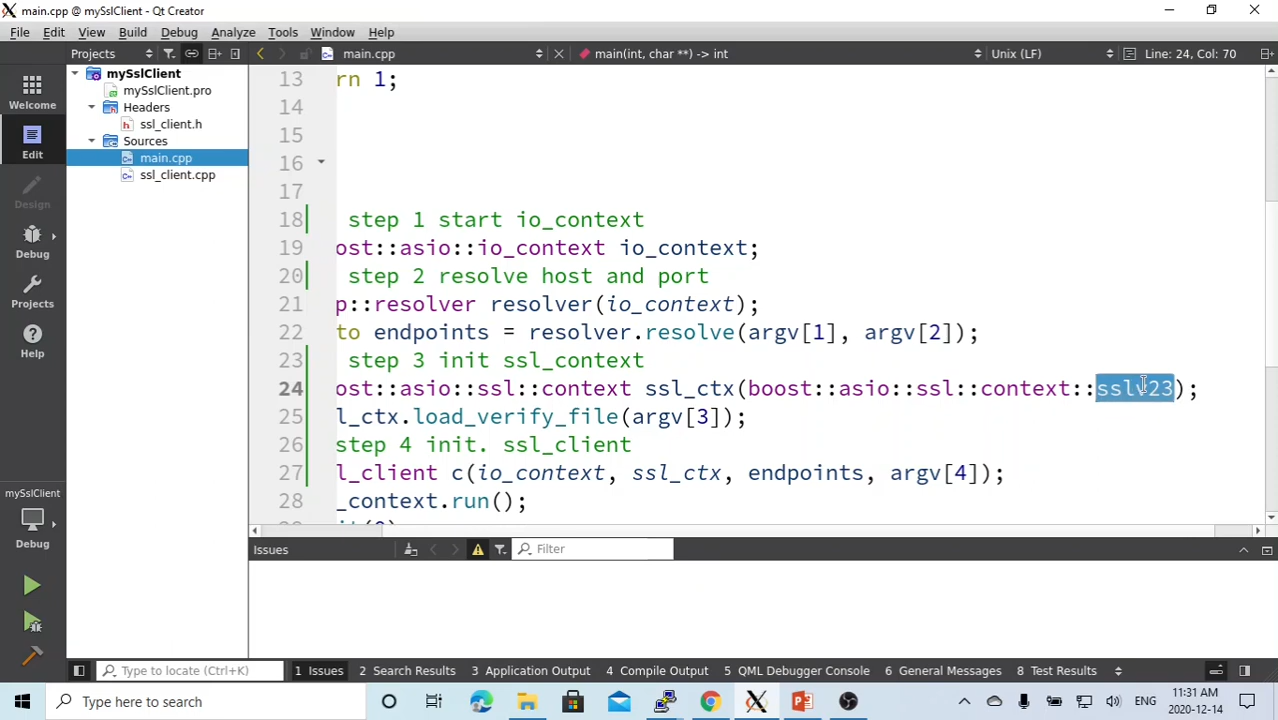 main.cpp (mySslClient) - Qt Creator
File Edit View Build Debug Analyze Tools Window Help
Projects main.cpp main(int, char **) -> int Unix (LF) Line: 24, Col: 70
Welcome
Edit
Design
Debug
Projects
Help
mySslClient
Debug
mySslClient
mySslClient.pro
Headers
ssl_client.h
Sources
main.cpp
ssl_client.cpp
13 rn 1;
14
15
16
17
18 step 1 start io_context
19 ost::asio::io_context io_context;
20 step 2 resolve host and port
21 p::resolver resolver(io_context);
22 to endpoints = resolver.resolve(argv[1], argv[2]);
23 step 3 init ssl_context
24 ost::asio::ssl::context ssl_ctx(boost::asio::ssl::context::sslv23);
25 l_ctx.load_verify_file(argv[3]);
26 step 4 init. ssl_client
27 l_client c(io_context, ssl_ctx, endpoints, argv[4]);
28 _context.run();
Issues Filter
Type to locate (Ctrl+K) 1 Issues 2 Search Results 3 Application Output 4 Compile Output 5 QML Debugger Console 6 General Messages 8 Test Results
Type here to search ENG 11:31 AM
2020-12-14